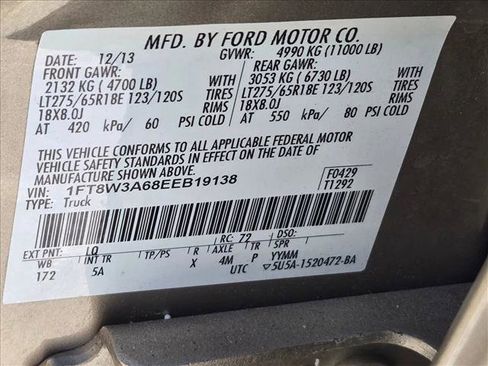 MFD. BY FORD MOTOR CO.
DATE: 12/13 GVWR: 4990 KG (11000 LB)
FRONT GAWR: REAR GAWR:
2132 KG ( 4700 LB) 3053 KG ( 6730 LB)
LT275/65R18E 123/120S TIRES LT275/65R18E 123/120S TIRES
18X8.0J RIMS 18X8.0J RIMS
AT 420 kPa/ 60 PSI COLD AT 550 kPa/ 80 PSI COLD
THIS VEHICLE CONFORMS TO ALL APPLICABLE FEDERAL MOTOR
VEHICLE SAFETY STANDARDS IN EFFECT ON THE DATE OF
MANUFACTURE SHOWN ABOVE.
VIN: 1FT8W3A68EEB19138 F0429
TYPE: Truck T1292
EXT PNT: LQ RC: 72 DSO:
WB INT TR TP/PS R AXLE TR SPR
172 5A X 4M P YYMM
UTC 5U5A-1520472-BA